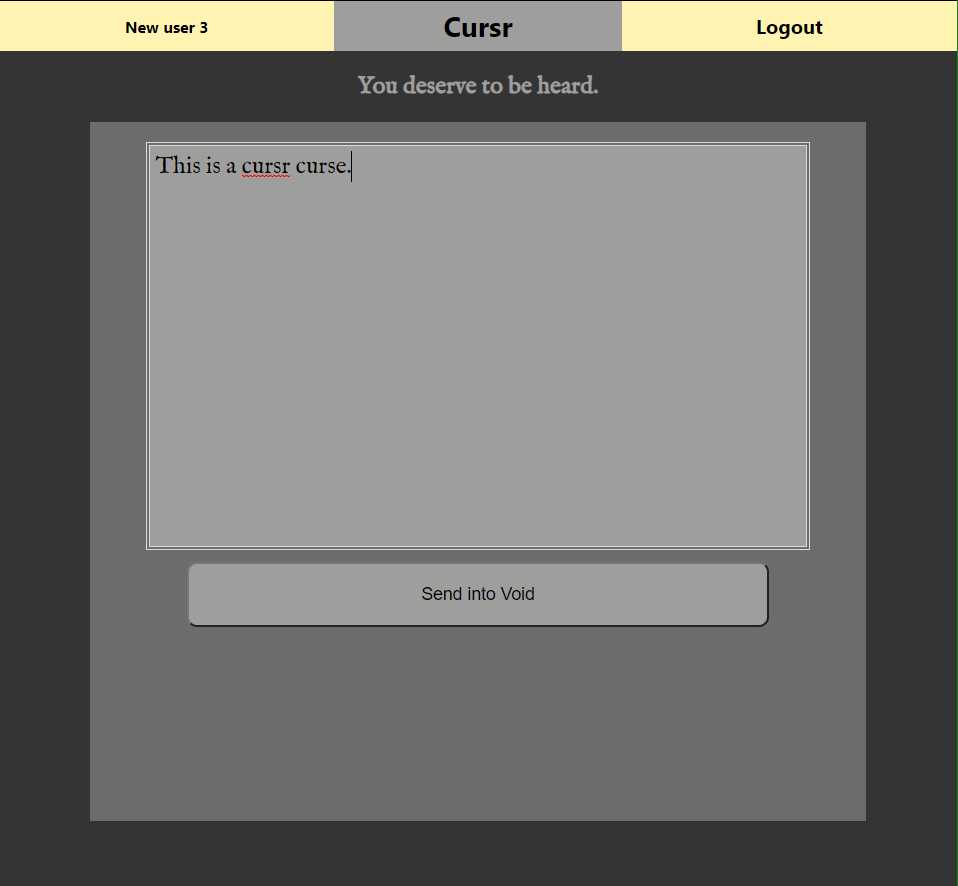 New user 3
Cursr
Logout
You deserve to be heard.
This is a cursr curse.
Send into Void